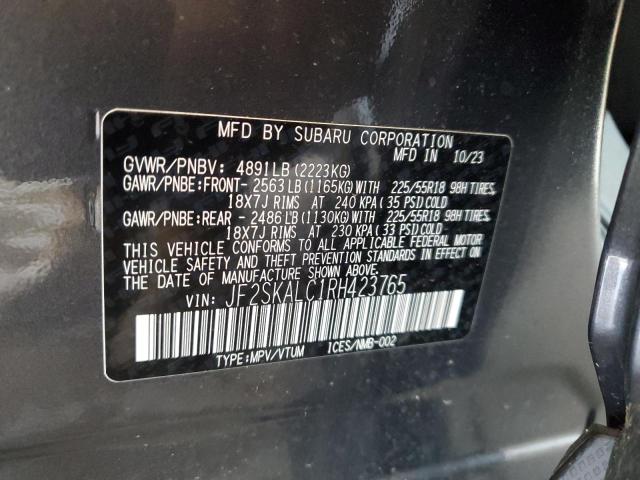 MFD BY SUBARU CORPORATION
MFD IN 10/23
GVWR/PNBV: 4891LB(2223KG)
GAWR/PNBE:FRONT- 2563LB(1165KG)WITH 225/55R18 98H TIRES,
18X7J RIMS AT 240 KPA(35 PSI)COLD
GAWR/PNBE:REAR - 2486LB(1130KG)WITH 225/55R18 98H TIRES,
18X7J RIMS AT 230 KPA(33 PSI)COLD
THIS VEHICLE CONFORMS TO ALL APPLICABLE FEDERAL MOTOR
VEHICLE SAFETY AND THEFT PREVENTION STANDARDS IN EFFECT ON
THE DATE OF MANUFACTURE SHOWN ABOVE.
VIN: JF2SKALC1RH423765
TYPE:MPV/VTUM ICES/NMB-002